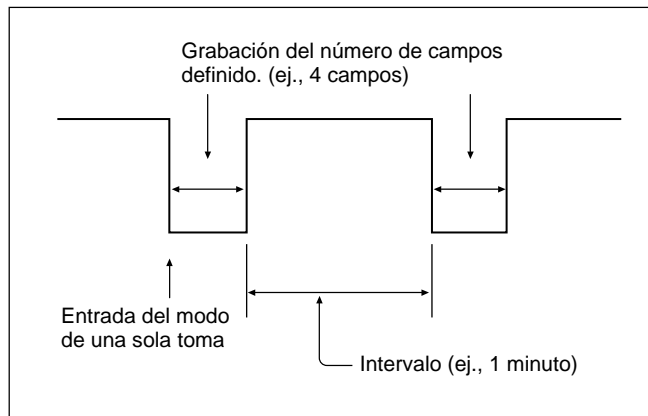 Grabación del número de campos
definido. (ej., 4 campos)
Entrada del modo
de una sola toma
Intervalo (ej., 1 minuto)